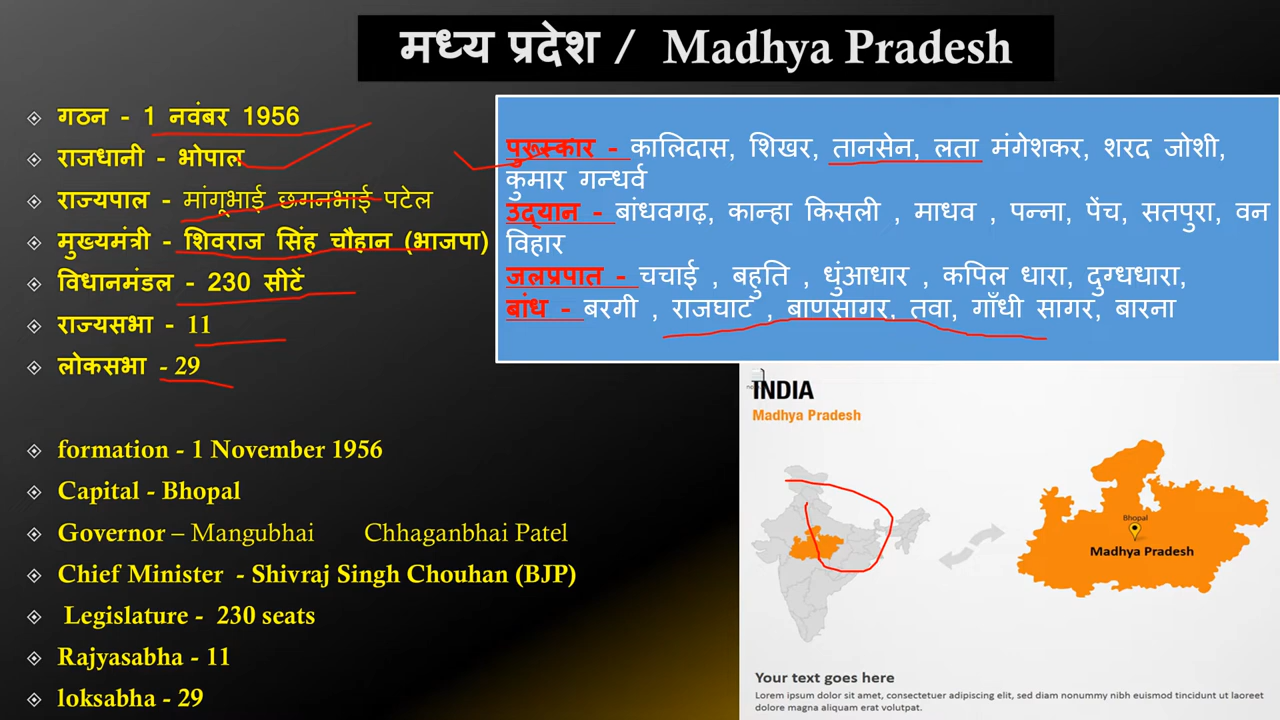 मध्य प्रदेश / Madhya Pradesh
गठन - 1 नवंबर 1956
राजधानी - भोपाल
राज्यपाल - मांगूभाई छगनभाई पटेल
मुख्यमंत्री - शिवराज सिंह चौहान (भाजपा)
विधानमंडल - 230 सीटें
राज्यसभा - 11
लोकसभा - 29
formation - 1 November 1956
Capital - Bhopal
Governor – Mangubhai Chhaganbhai Patel
Chief Minister - Shivraj Singh Chouhan (BJP)
Legislature - 230 seats
Rajyasabha - 11
loksabha - 29
पुरूस्कार - कालिदास, शिखर, तानसेन, लता मंगेशकर, शरद जोशी,
कुमार गन्धर्व
उद्यान - बांधवगढ़, कान्हा किसली , माधव , पन्ना, पेंच, सतपुरा, वन
विहार
जलप्रपात - चचाई , बहुति , धुंआधार , कपिल धारा, दुग्धधारा,
बांध - बरगी , राजघाट , बाणसागर, तवा, गाँधी सागर, बारना
INDIA
Madhya Pradesh
Bhopal
Madhya Pradesh
Your text goes here
Lorem ipsum dolor sit amet, consectetuer adipiscing elit, sed diam nonummy nibh euismod tincidunt ut laoreet
dolore magna aliquam erat volutpat.